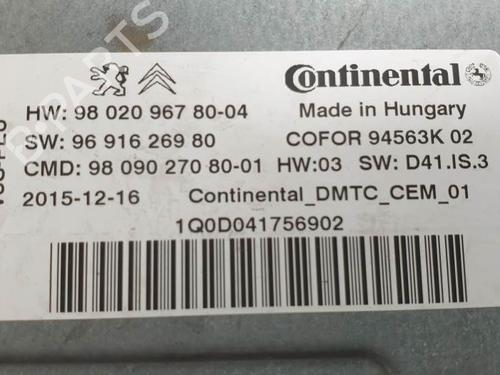 Continental
HW: 98 020 967 80-04
Made in Hungary
SW: 96 916 269 80
COFOR 94563K 02
CMD: 98 090 270 80-01 HW:03 SW: D41.IS.3
2015-12-16 Continental_DMTC_CEM_01
1Q0D041756902
B-PARTS